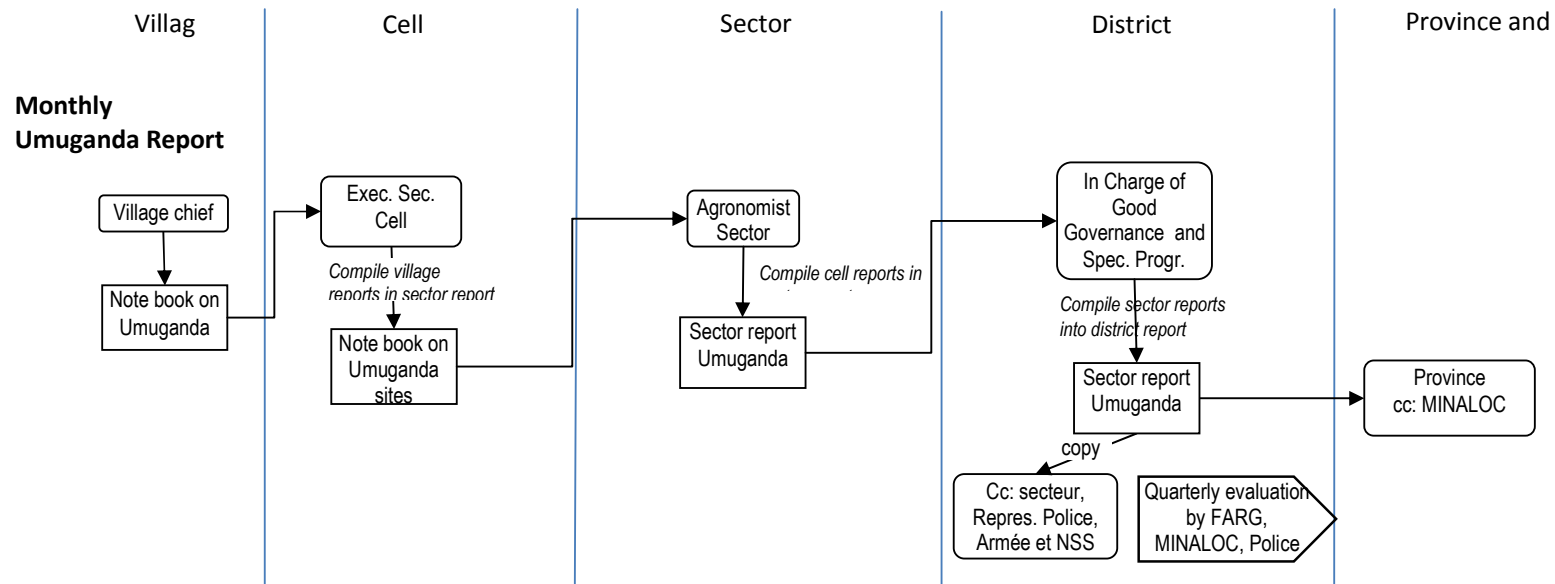 Villag
Cell
Sector
District
Province and
Monthly
Umuganda Report
Village chief
Note book on
Umuganda
Exec. Sec.
Cell
Compile village
reports in sector report
Note book on
Umuganda
sites
Agronomist
Sector
Compile cell reports in
Sector report
Umuganda
In Charge of
Good
Governance and
Spec. Progr.
Compile sector reports
into district report
Sector report
Umuganda
copy
Cc: secteur,
Repres. Police,
Armée et NSS
Quarterly evaluation
by FARG,
MINALOC, Police
Province
cc: MINALOC